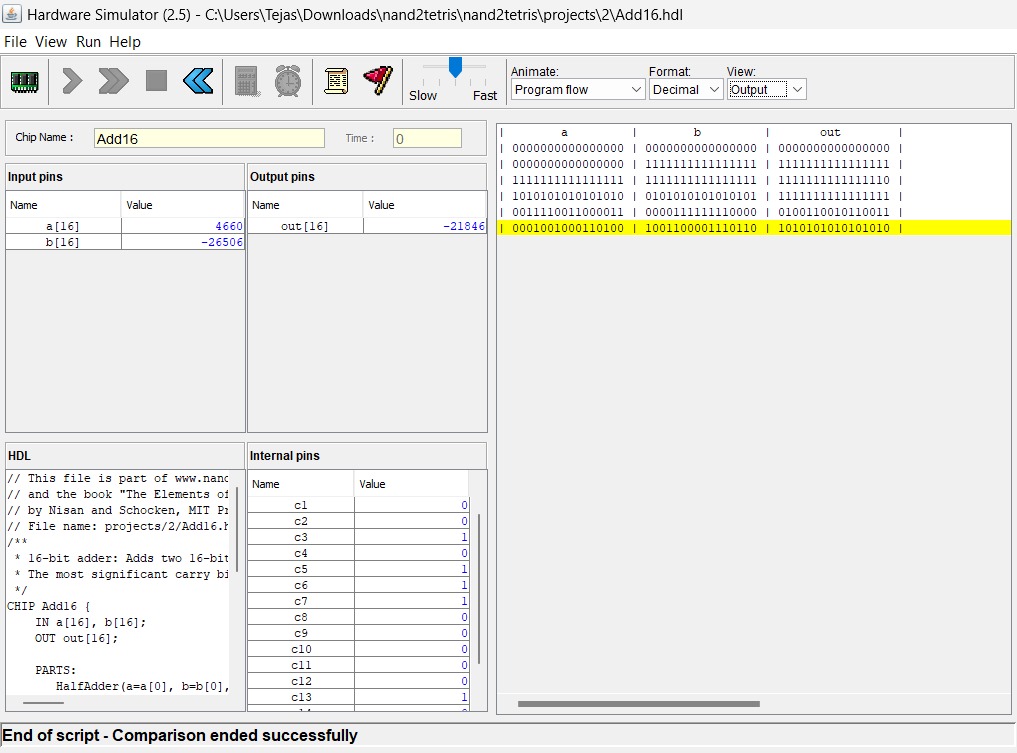 Hardware Simulator (2.5) - C:\Users\Tejas\Downloads\nand2tetris\nand2tetris\projects\2\Add16.hdl
File View Run Help
Slow Fast
Animate: Format: View:
Program flow Decimal Output
Chip Name : Add16 Time : 0
Input pins
Name Value
a[16] 4660
b[16] -26506
Output pins
Name Value
out[16] -21846
HDL
// This file is part of www.nanc
// and the book "The Elements of
// by Nisan and Schocken, MIT Pr
// File name: projects/2/Add16.h
/**
* 16-bit adder: Adds two 16-bit
* The most significant carry bi
*/
CHIP Add16 {
IN a[16], b[16];
OUT out[16];
PARTS:
HalfAdder(a=a[0], b=b[0],
Internal pins
Name Value
c1 0
c2 0
c3 1
c4 0
c5 1
c6 1
c7 1
c8 0
c9 0
c10 0
c11 0
c12 0
c13 1
| a | b | out |
| 0000000000000000 | 0000000000000000 | 0000000000000000 |
| 0000000000000000 | 1111111111111111 | 1111111111111111 |
| 1111111111111111 | 1111111111111111 | 1111111111111110 |
| 1010101010101010 | 0101010101010101 | 1111111111111111 |
| 0011110011000011 | 0000111111110000 | 0100110010110011 |
| 0001001000110100 | 1001100001110110 | 1010101010101010 |
End of script - Comparison ended successfully